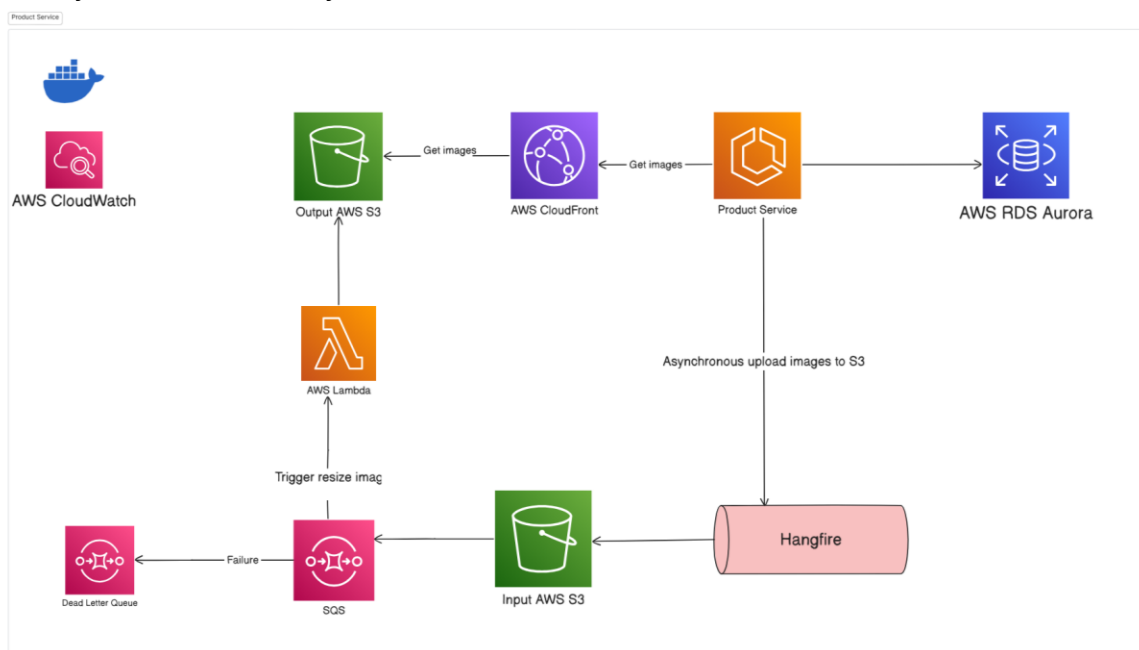 Product Service
AWS CloudWatch
Output AWS S3
Get images
AWS CloudFront
Get images
Product Service
AWS RDS Aurora
AWS Lambda
Asynchronous upload images to S3
Trigger resize imag
Dead Letter Queue
Failure
SQS
Input AWS S3
Hangfire